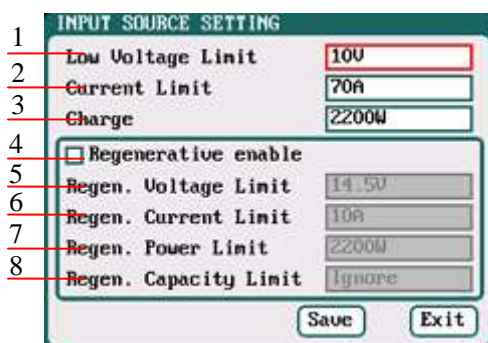 INPUT SOURCE SETTING
1 Low Voltage Limit 10V
2 Current Limit 70A
3 Charge 2200W
4 Regenerative enable
5 Regen. Voltage Limit 14.5V
6 Regen. Current Limit 10A
7 Regen. Power Limit 2200W
8 Regen. Capacity Limit Ignore
Save Exit